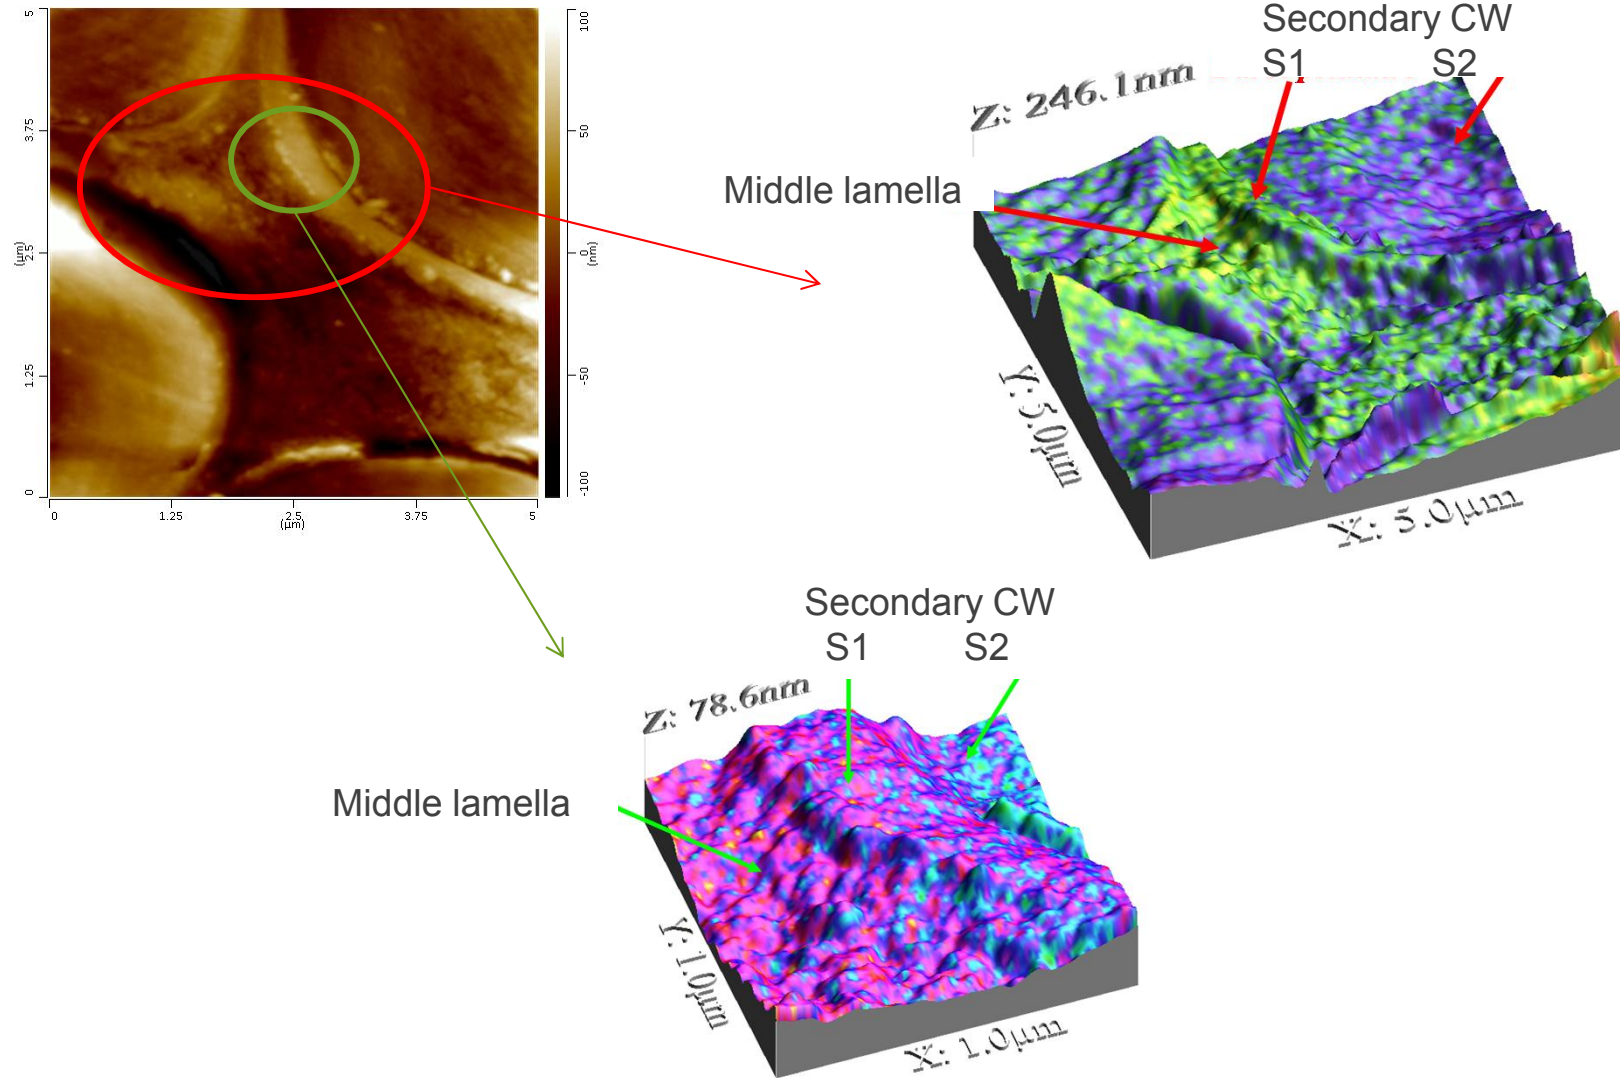 5
3.75
2.5
1.25
0
(µm)
0
1.25
2.5
3.75
5
(µm)
100
50
0
-50
-100
(nm)
Secondary CW
S1 S2
Z: 246.1nm
Middle lamella
Y: 5.0µm
X: 5.0µm
Secondary CW
S1 S2
Z: 78.6nm
Middle lamella
Y: 1.0µm
X: 1.0µm